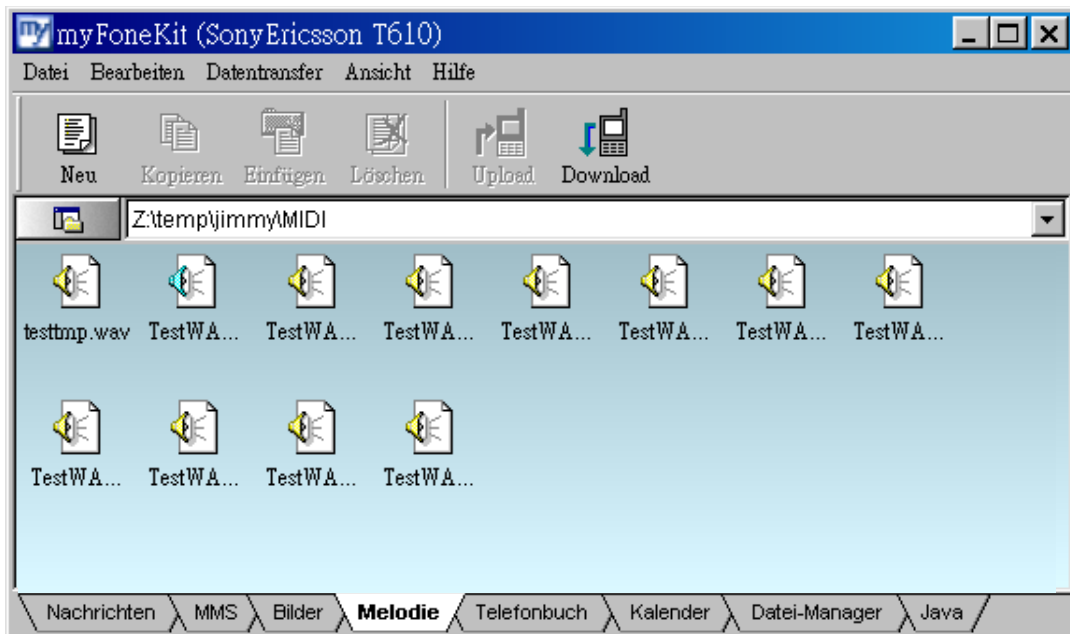 my myFoneKit (SonyEricsson T610)
Datei Bearbeiten Datentransfer Ansicht Hilfe
Neu Kopieren Einfügen Löschen Upload Download
Z:\temp\jimmy\MIDI
testtmp.wav TestWA... TestWA... TestWA... TestWA... TestWA... TestWA... TestWA...
TestWA... TestWA... TestWA... TestWA...
Nachrichten MMS Bilder Melodie Telefonbuch Kalender Datei-Manager Java